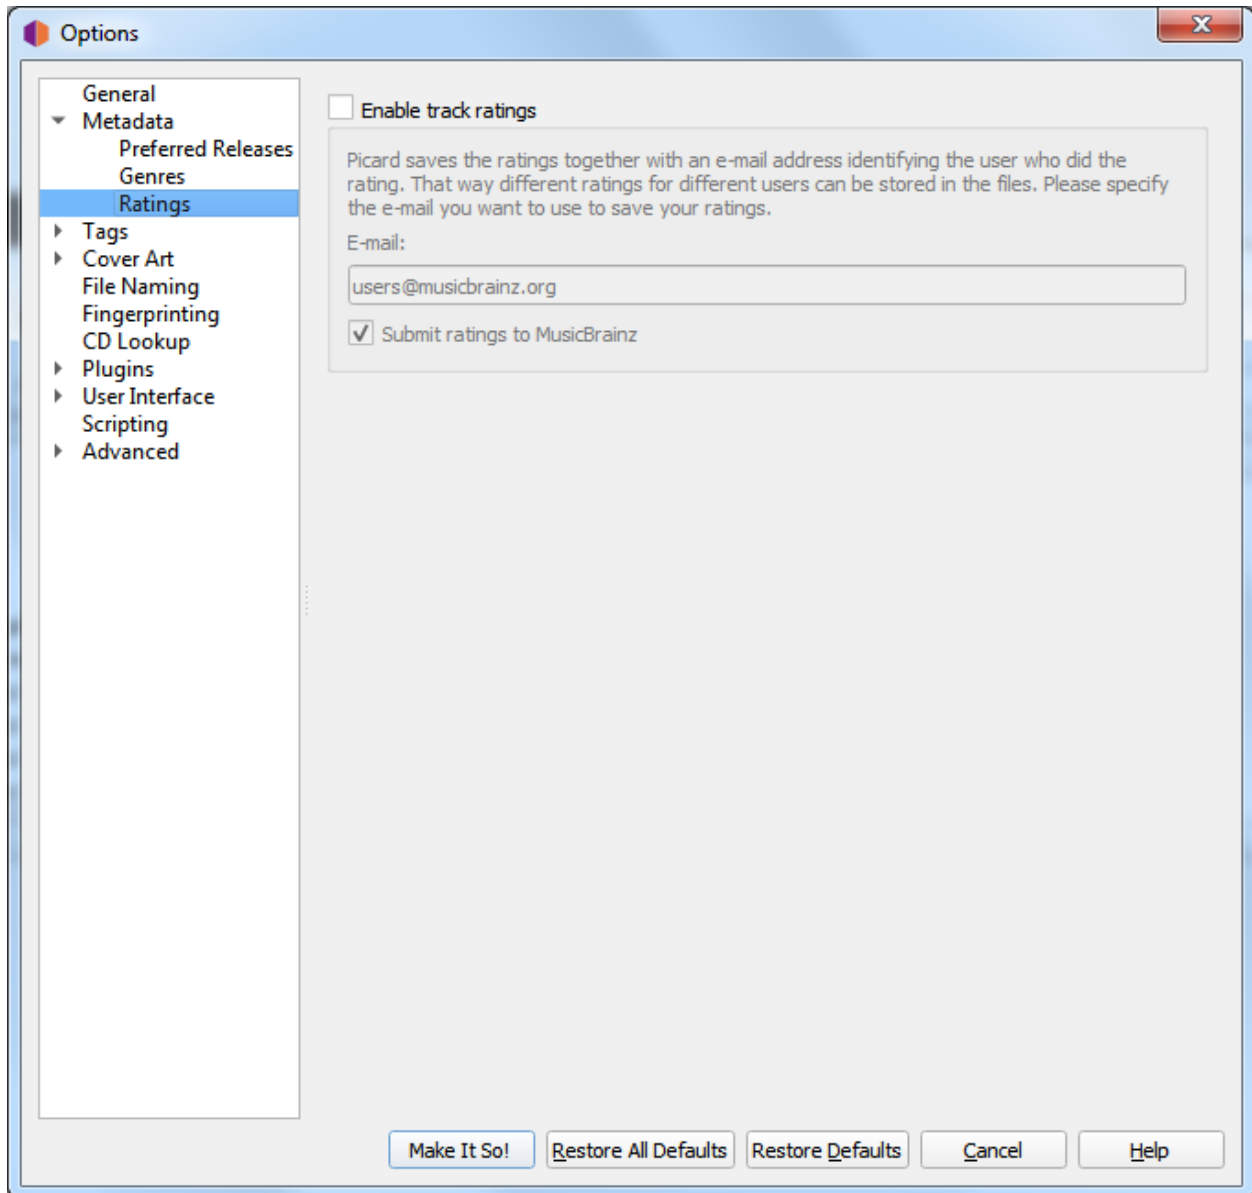 Options
General
Metadata
Preferred Releases
Genres
Ratings
Tags
Cover Art
File Naming
Fingerprinting
CD Lookup
Plugins
User Interface
Scripting
Advanced
Enable track ratings
Picard saves the ratings together with an e-mail address identifying the user who did the
rating. That way different ratings for different users can be stored in the files. Please specify
the e-mail you want to use to save your ratings.
E-mail:
users@musicbrainz.org
Submit ratings to MusicBrainz
Make It So!
Restore All Defaults
Restore Defaults
Cancel
Help